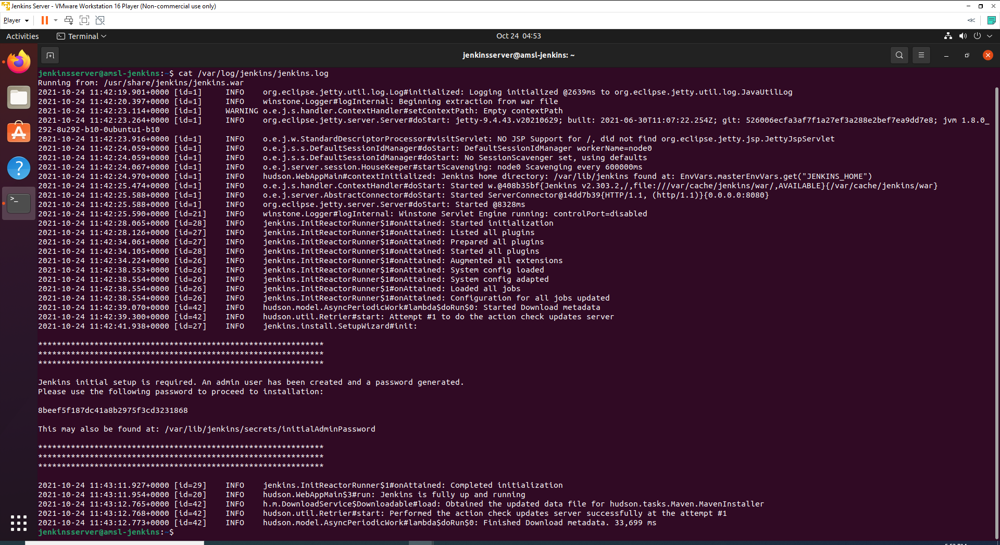 Jenkins Server - VMware Workstation 16 Player (Non-commercial use only)
Player
Activities
Terminal
Oct 24 04:53
jenkinsserver@amsl-jenkins: ~
jenkinsserver@amsl-jenkins:~$ cat /var/log/jenkins/jenkins.log
Running from: /usr/share/jenkins/jenkins.war
2021-10-24 11:42:19.901+0000 [id=1] INFO org.eclipse.jetty.util.log.Log#initialized: Logging initialized @2639ms to org.eclipse.jetty.util.log.JavaUtilLog
2021-10-24 11:42:20.397+0000 [id=1] INFO winstone.Logger#logInternal: Beginning extraction from war file
2021-10-24 11:42:23.114+0000 [id=1] WARNING o.e.j.s.handler.ContextHandler#setContextPath: Empty contextPath
2021-10-24 11:42:23.264+0000 [id=1] INFO org.eclipse.jetty.server.Server#doStart: jetty-9.4.43.v20210629; built: 2021-06-30T11:07:22.254Z; git: 526006ecfa3af7f1a27ef3a288e2bef7ea9dd7e8; jvm 1.8.0_
292-8u292-b10-0ubuntu1-b10
2021-10-24 11:42:23.916+0000 [id=1] INFO o.e.j.w.StandardDescriptorProcessor#visitServlet: NO JSP Support for /, did not find org.eclipse.jetty.jsp.JettyJspServlet
2021-10-24 11:42:24.059+0000 [id=1] INFO o.e.j.s.s.DefaultSessionIdManager#doStart: DefaultSessionIdManager workerName=node0
2021-10-24 11:42:24.059+0000 [id=1] INFO o.e.j.s.s.DefaultSessionIdManager#doStart: No SessionScavenger set, using defaults
2021-10-24 11:42:24.067+0000 [id=1] INFO o.e.j.server.session.HouseKeeper#startScavenging: node0 Scavenging every 600000ms
2021-10-24 11:42:24.970+0000 [id=1] INFO hudson.WebAppMain#contextInitialized: Jenkins home directory: /var/lib/jenkins found at: EnvVars.masterEnvVars.get("JENKINS_HOME")
2021-10-24 11:42:25.474+0000 [id=1] INFO o.e.j.s.handler.ContextHandler#doStart: Started w.@408b35bf{Jenkins v2.303.2,/,file:///var/cache/jenkins/war/,AVAILABLE}{/var/cache/jenkins/war}
2021-10-24 11:42:25.588+0000 [id=1] INFO o.e.j.server.AbstractConnector#doStart: Started ServerConnector@14dd7b39{HTTP/1.1, (http/1.1)}{0.0.0.0:8080}
2021-10-24 11:42:25.588+0000 [id=1] INFO org.eclipse.jetty.server.Server#doStart: Started @8328ms
2021-10-24 11:42:25.590+0000 [id=21] INFO winstone.Logger#logInternal: Winstone Servlet Engine running: controlPort=disabled
2021-10-24 11:42:28.065+0000 [id=28] INFO jenkins.InitReactorRunner$1#onAttained: Started initialization
2021-10-24 11:42:28.126+0000 [id=27] INFO jenkins.InitReactorRunner$1#onAttained: Listed all plugins
2021-10-24 11:42:34.061+0000 [id=27] INFO jenkins.InitReactorRunner$1#onAttained: Prepared all plugins
2021-10-24 11:42:34.105+0000 [id=28] INFO jenkins.InitReactorRunner$1#onAttained: Started all plugins
2021-10-24 11:42:34.224+0000 [id=26] INFO jenkins.InitReactorRunner$1#onAttained: Augmented all extensions
2021-10-24 11:42:38.553+0000 [id=26] INFO jenkins.InitReactorRunner$1#onAttained: System config loaded
2021-10-24 11:42:38.554+0000 [id=26] INFO jenkins.InitReactorRunner$1#onAttained: System config adapted
2021-10-24 11:42:38.554+0000 [id=26] INFO jenkins.InitReactorRunner$1#onAttained: Loaded all jobs
2021-10-24 11:42:38.554+0000 [id=26] INFO jenkins.InitReactorRunner$1#onAttained: Configuration for all jobs updated
2021-10-24 11:42:39.070+0000 [id=42] INFO hudson.model.AsyncPeriodicWork#lambda$doRun$0: Started Download metadata
2021-10-24 11:42:39.300+0000 [id=42] INFO hudson.util.Retrier#start: Attempt #1 to do the action check updates server
2021-10-24 11:42:41.938+0000 [id=27] INFO jenkins.install.SetupWizard#init:
*************************************************************
*************************************************************
*************************************************************
Jenkins initial setup is required. An admin user has been created and a password generated.
Please use the following password to proceed to installation:
8beef5f187dc41a8b2975f3cd3231868
This may also be found at: /var/lib/jenkins/secrets/initialAdminPassword
*************************************************************
*************************************************************
*************************************************************
2021-10-24 11:43:11.927+0000 [id=29] INFO jenkins.InitReactorRunner$1#onAttained: Completed initialization
2021-10-24 11:43:11.954+0000 [id=20] INFO hudson.WebAppMain$3#run: Jenkins is fully up and running
2021-10-24 11:43:12.765+0000 [id=42] INFO h.m.DownloadService$Downloadable#load: Obtained the updated data file for hudson.tasks.Maven.MavenInstaller
2021-10-24 11:43:12.768+0000 [id=42] INFO hudson.util.Retrier#start: Performed the action check updates server successfully at the attempt #1
2021-10-24 11:43:12.773+0000 [id=42] INFO hudson.model.AsyncPeriodicWork#lambda$doRun$0: Finished Download metadata. 33,699 ms
jenkinsserver@amsl-jenkins:~$